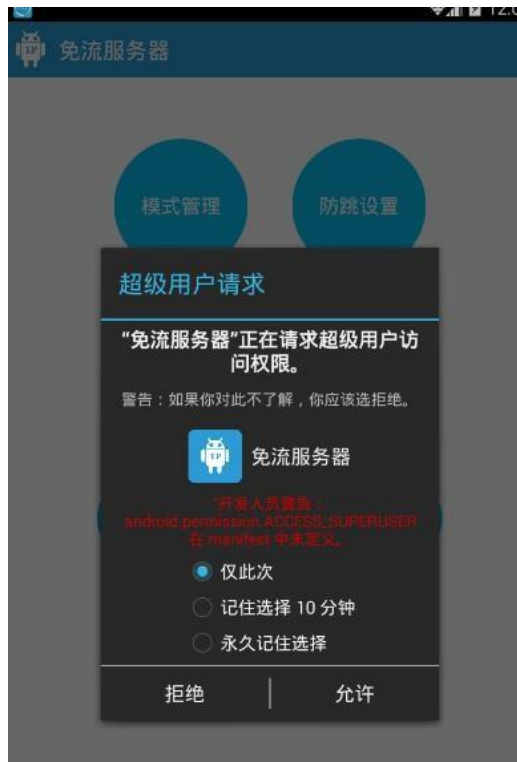 免流服务器
模式管理
防跳设置
超级用户请求
“免流服务器”正在请求超级用户访
问权限。
警告：如果你对此不了解，你应该选拒绝。
免流服务器
*开发人员警告：
android.permission.ACCESS_SUPERUSER
在 manifest 中未定义。
仅此次
记住选择 10 分钟
永久记住选择
拒绝
允许